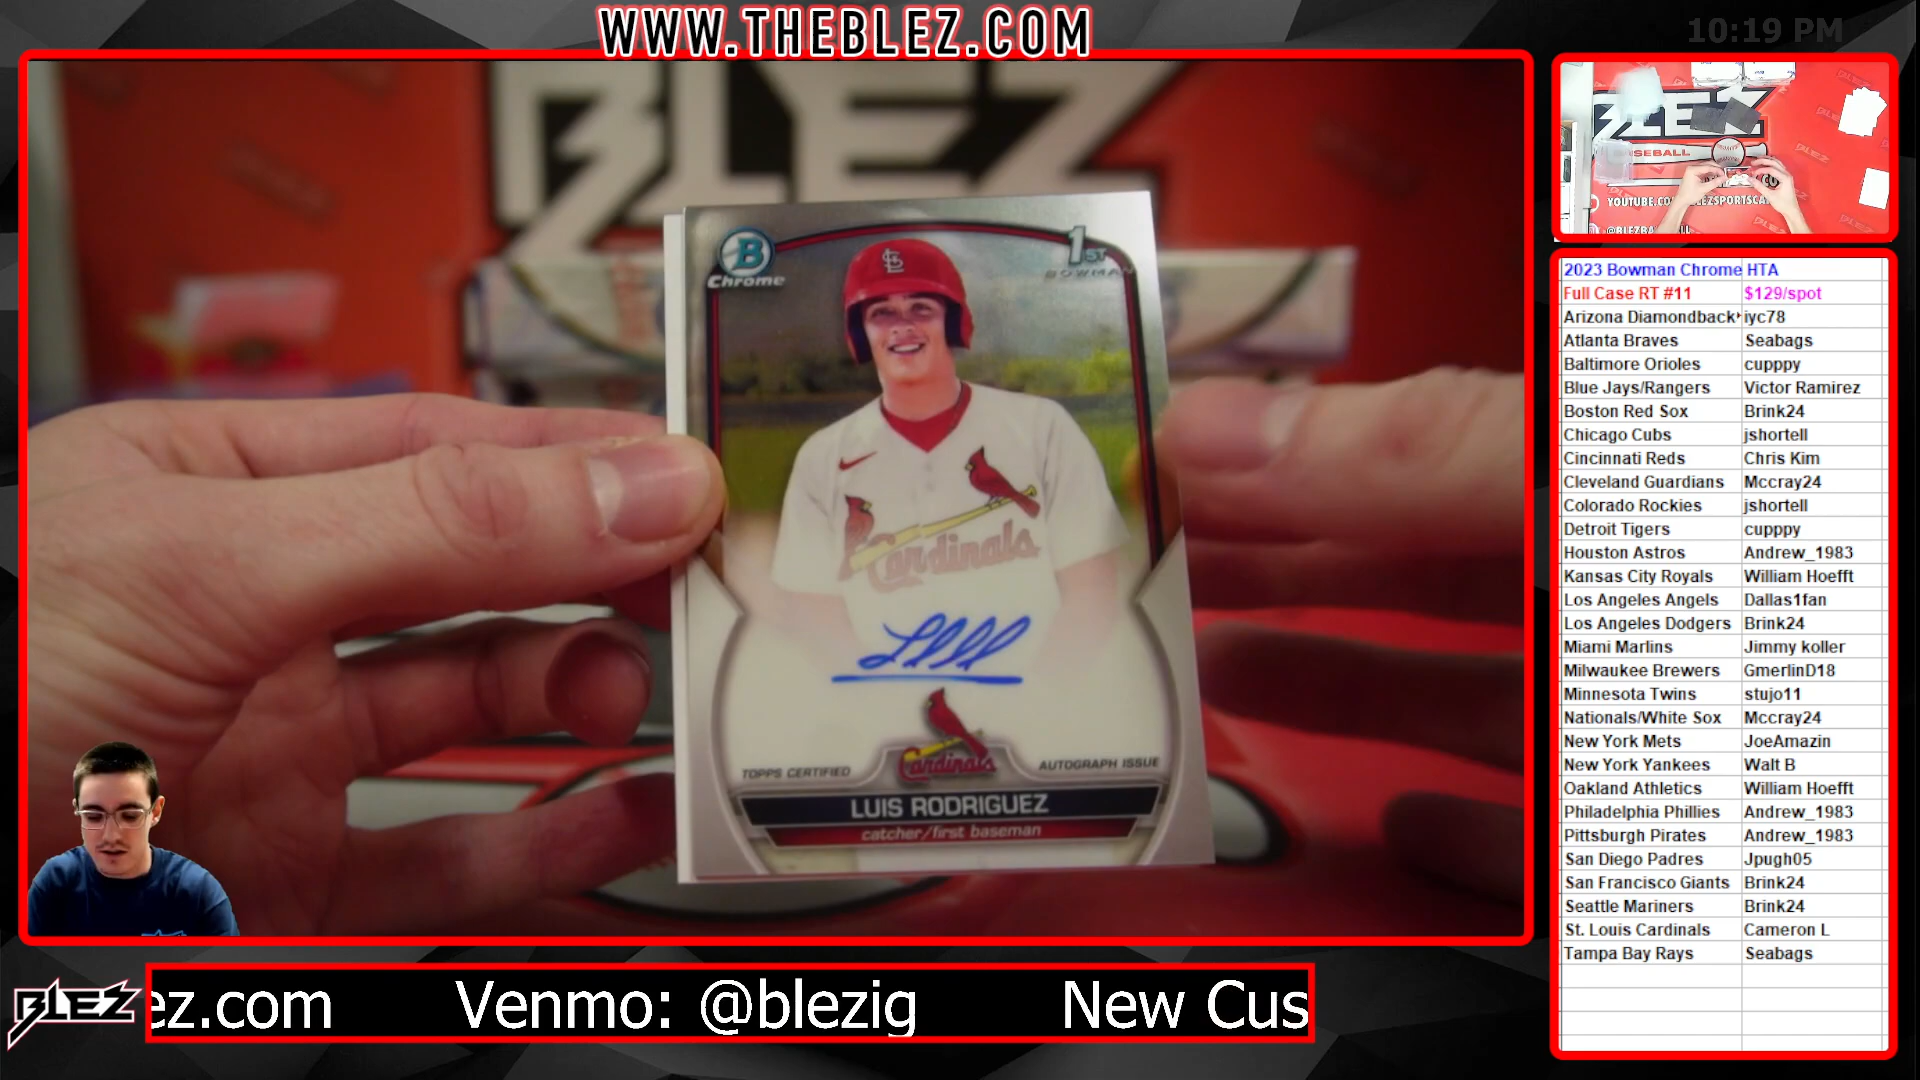 WWW.THEBLEZ.COM
10:19 PM
BLEZ
B
Chrome
1ST
BOWMAN
STL
Cardinals
Cardinals
TOPPS CERTIFIED
AUTOGRAPH ISSUE
LUIS RODRIGUEZ
catcher/first baseman
BLEZ
BLEZ
2023 Bowman Chrome HTA
Full Case RT #11 $129/spot
Arizona Diamondback iyc78
Atlanta Braves Seabags
Baltimore Orioles cupppy
Blue Jays/Rangers Victor Ramirez
Boston Red Sox Brink24
Chicago Cubs jshortell
Cincinnati Reds Chris Kim
Cleveland Guardians Mccray24
Colorado Rockies jshortell
Detroit Tigers cupppy
Houston Astros Andrew_1983
Kansas City Royals William Hoefft
Los Angeles Angels Dallas1fan
Los Angeles Dodgers Brink24
Miami Marlins Jimmy koller
Milwaukee Brewers GmerlinD18
Minnesota Twins stujo11
Nationals/White Sox Mccray24
New York Mets JoeAmazin
New York Yankees Walt B
Oakland Athletics William Hoefft
Philadelphia Phillies Andrew_1983
Pittsburgh Pirates Andrew_1983
San Diego Padres Jpugh05
San Francisco Giants Brink24
Seattle Mariners Brink24
St. Louis Cardinals Cameron L
Tampa Bay Rays Seabags
BLEZ
ez.com Venmo: @blezig New Cus